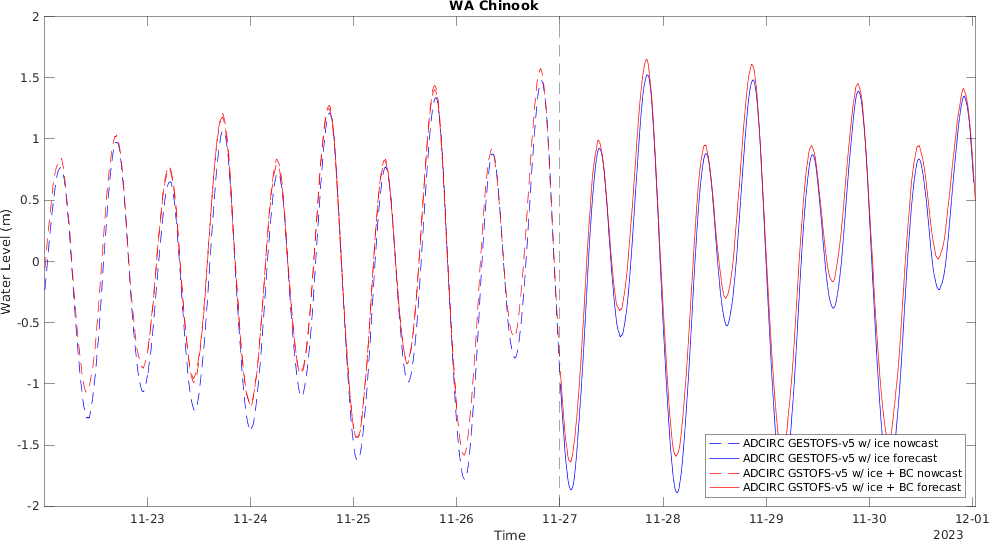 WA Chinook
2
1.5
1
0.5
0
-0.5
-1
-1.5
-2
Water Level (m)
11-23
11-24
11-25
11-26
11-27
11-28
11-29
11-30
12-01
Time
2023
ADCIRC GESTOFS-v5 w/ ice nowcast
ADCIRC GESTOFS-v5 w/ ice forecast
ADCIRC GSTOFS-v5 w/ ice + BC nowcast
ADCIRC GSTOFS-v5 w/ ice + BC forecast